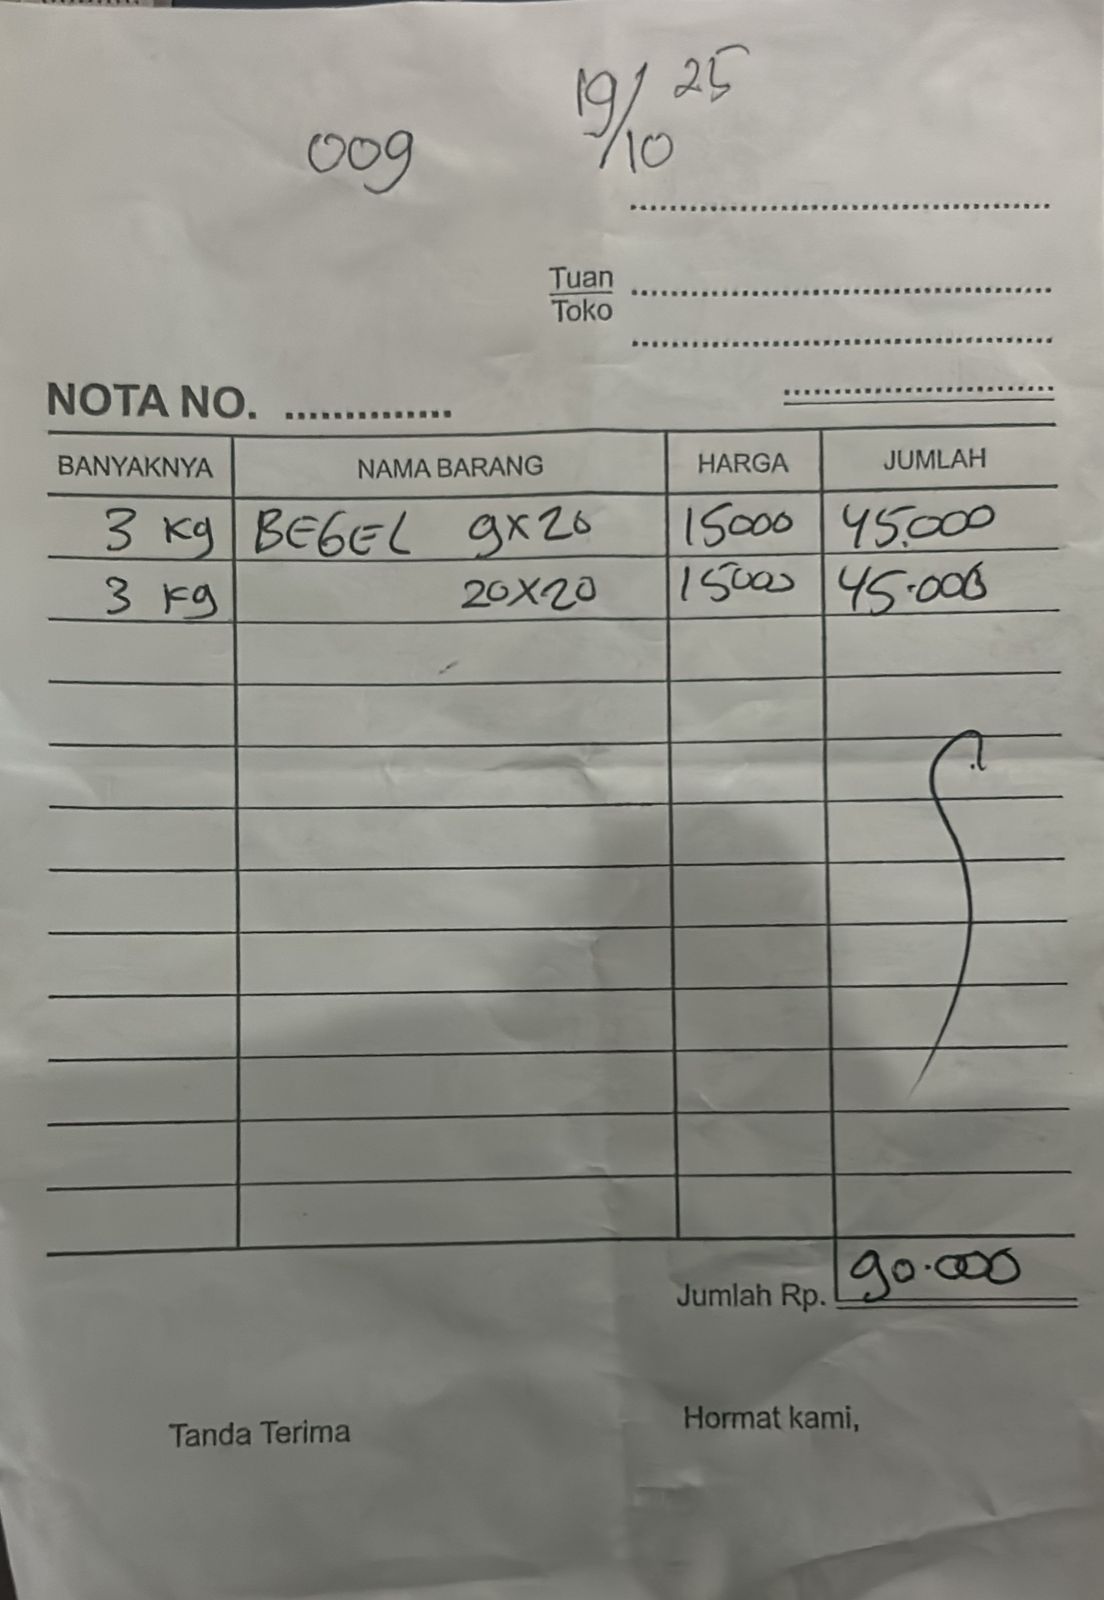 009 19/10 25
Tuan
Toko
NOTA NO. ...............
BANYAKNYA NAMA BARANG HARGA JUMLAH
3 kg BEGEL 9x20 15000 45.000
3 kg 20x20 15000 45.000
Jumlah Rp. 90.000
Tanda Terima Hormat kami,